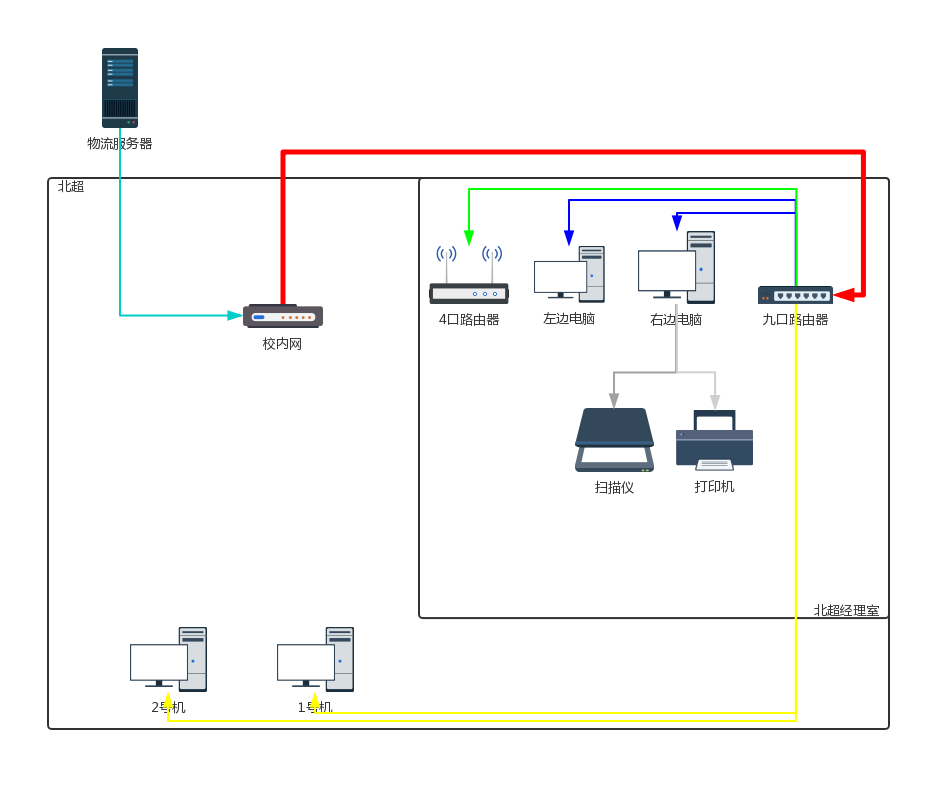 物流服务器
北超
4口路由器
左边电脑
右边电脑
九口路由器
校内网
扫描仪
打印机
北超经理室
2号机
1号机